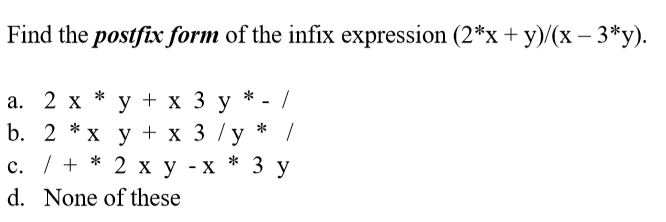 Find the postfix form of the infix expression (2*x + y)/(x – 3*y).
a. 2 x * y + x 3 y * - /
b. 2 * x y + x 3 / y * /
c. / + * 2 x y - x * 3 y
d. None of these